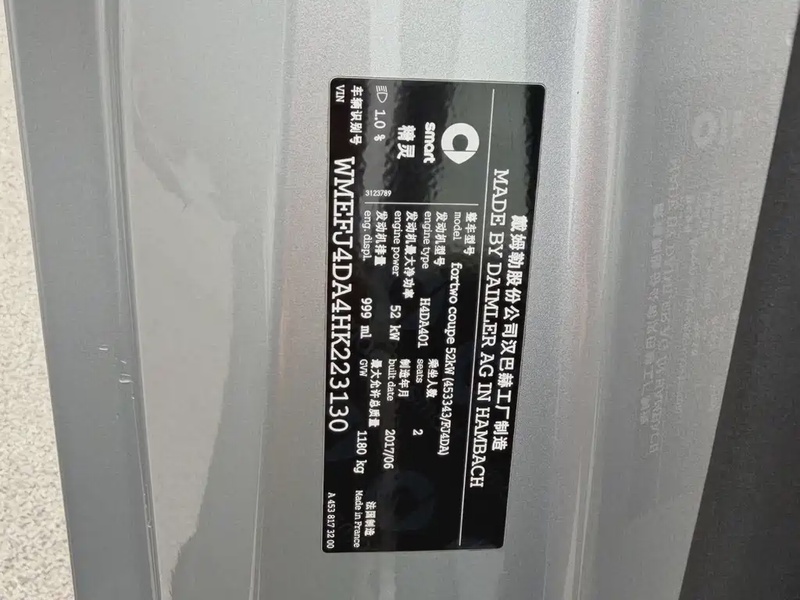 戴姆勒股份公司汉巴赫工厂制造
MADE BY DAIMLER AG IN HAMBACH
smart
精灵
整车型号
model
fortwo coupe 52kW (453343/FJ4DA)
发动机型号
engine type
H4DA401
乘坐人数
seats
2
发动机最大净功率
engine power
52 kW
制造年月
built date
2017/06
发动机排量
eng. displ.
999 ml
最大允许总质量
GVW
1180 kg
法国制造
Made in France
1.0 %
3123789
车辆识别号
VIN
WMEFJ4DA4HK223130
A 453 817 32 00